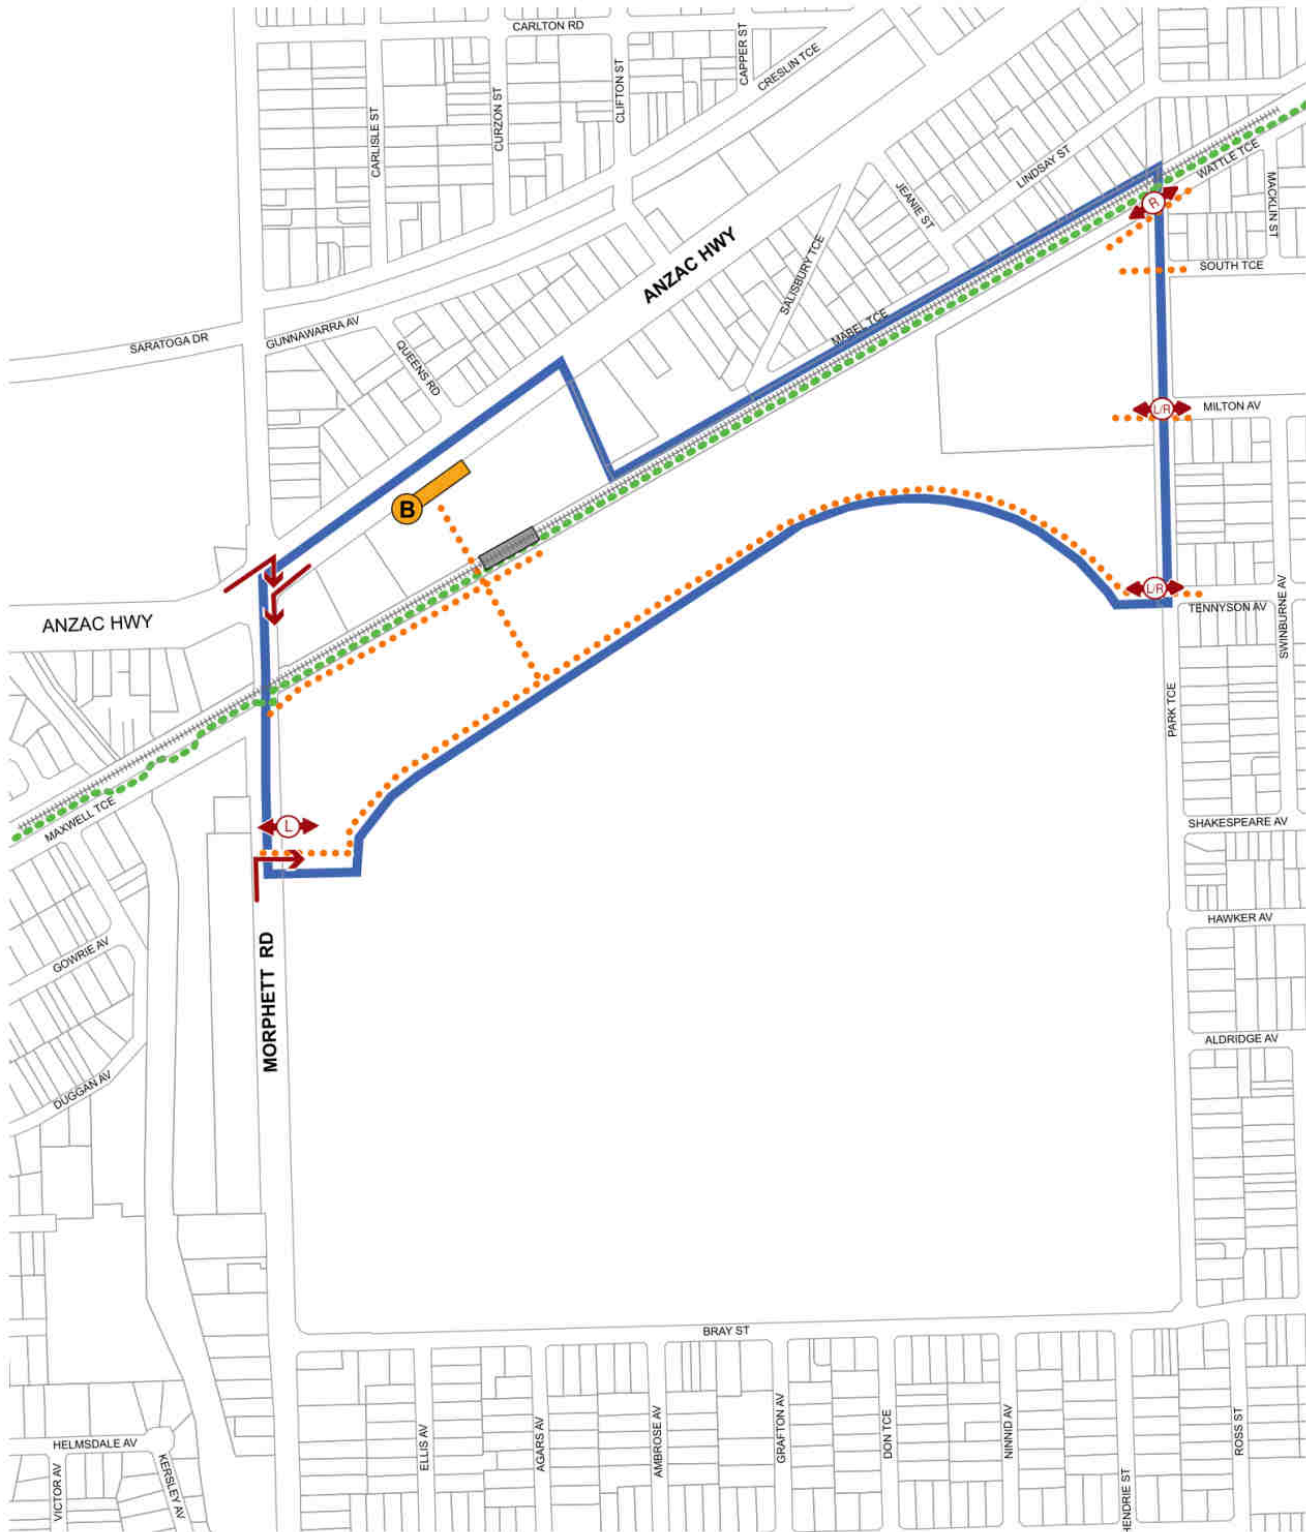 CARLTON RD
CAPPER ST
CRESLIN TCE
CLIFTON ST
CURZON ST
CARLISLE ST
LINDSAY ST
WATTLE TCE
MACKLIN ST
JEANIE ST
R
ANZAC HWY
SALISBURY TCE
SOUTH TCE
MABEL TCE
SARATOGA DR
GUNNAWARRA AV
QUEENS RD
L/R
MILTON AV
B
L/R
TENNYSON AV
SWINBURNE AV
ANZAC HWY
PARK TCE
MAXWELL TCE
L
SHAKESPEARE AV
HAWKER AV
GOWRIE AV
MORPHETT RD
ALDRIDGE AV
DUGGAN AV
BRAY ST
ELLIS AV
AGARS AV
AMBROSE AV
GRAFTON AV
DON TCE
NINNID AV
HENDRIE ST
ROSS ST
HELMSDALE AV
VICTOR AV
KERSLEY AV